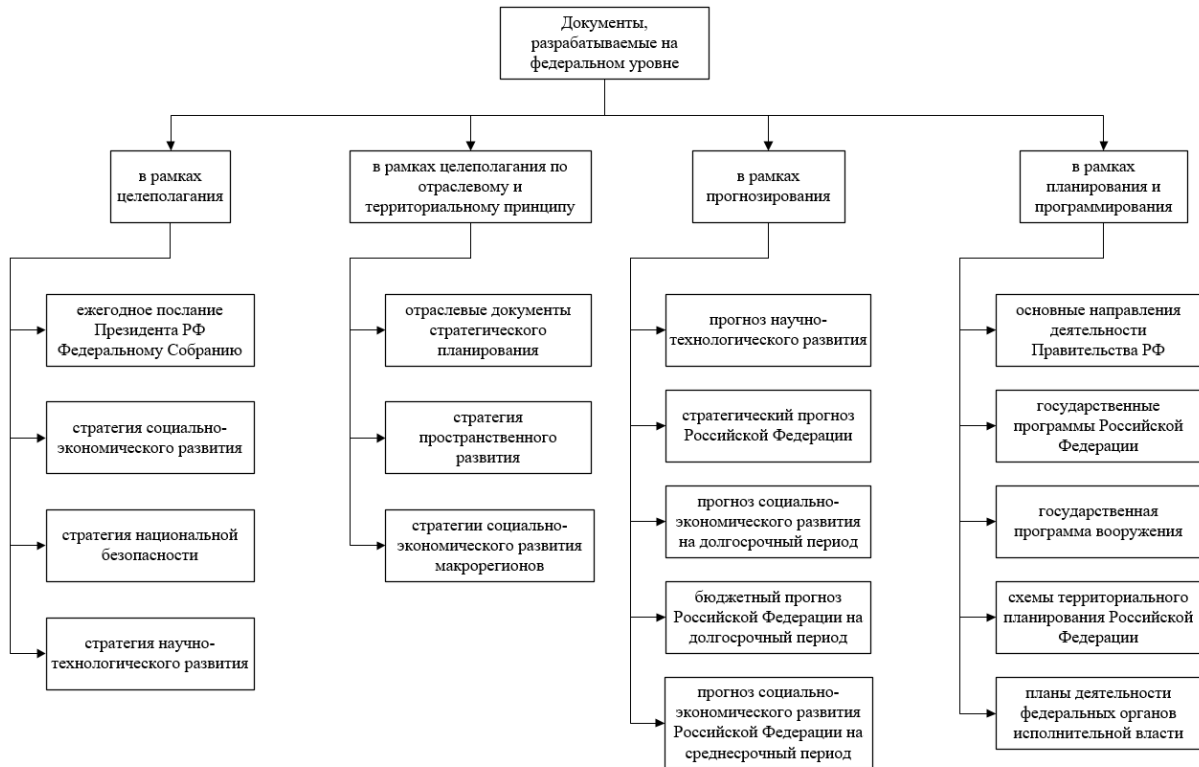 Документы,
разрабатываемые на
федеральном уровне
в рамках
целеполагания
в рамках целеполагания по
отраслевому и
территориальному принципу
в рамках
прогнозирования
в рамках
планирования и
программирования
ежегодное послание
Президента РФ
Федеральному Собранию
стратегия социально-
экономического развития
стратегия национальной
безопасности
стратегия научно-
технологического развития
отраслевые документы
стратегического
планирования
стратегия
пространственного
развития
стратегии социально-
экономического развития
макрорегионов
прогноз научно-
технологического развития
стратегический прогноз
Российской Федерации
прогноз социально-
экономического развития
на долгосрочный период
бюджетный прогноз
Российской Федерации на
долгосрочный период
прогноз социально-
экономического развития
Российской Федерации на
среднесрочный период
основные направления
деятельности
Правительства РФ
государственные
программы Российской
Федерации
государственная
программа вооружения
схемы территориального
планирования Российской
Федерации
планы деятельности
федеральных органов
исполнительной власти